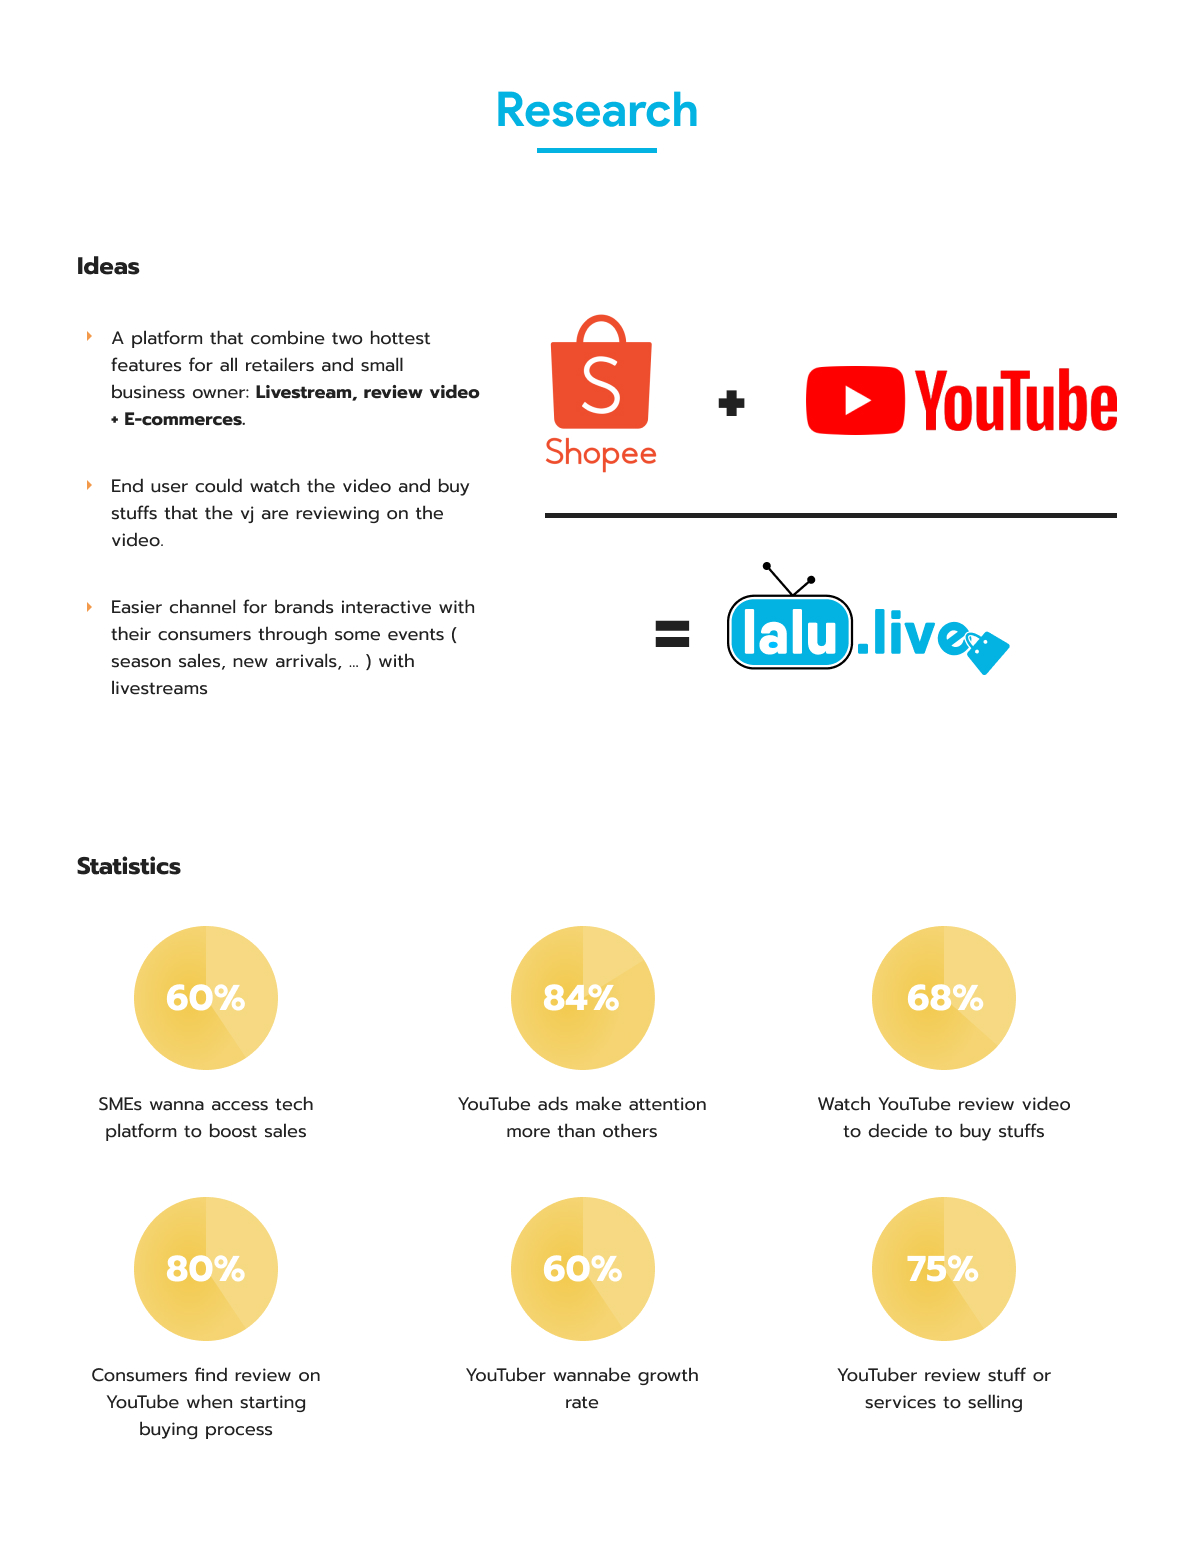 Research
Ideas
A platform that combine two hottest
features for all retailers and small
business owner: Livestream, review video
+ E-commerces.
End user could watch the video and buy
stuffs that the vj are reviewing on the
video.
Easier channel for brands interactive with
their consumers through some events (
season sales, new arrivals, ... ) with
livestreams
S
Shopee
+
YouTube
=
lalu.live
Statistics
60%
SMEs wanna access tech
platform to boost sales
84%
YouTube ads make attention
more than others
68%
Watch YouTube review video
to decide to buy stuffs
80%
Consumers find review on
YouTube when starting
buying process
60%
YouTuber wannabe growth
rate
75%
YouTuber review stuff or
services to selling